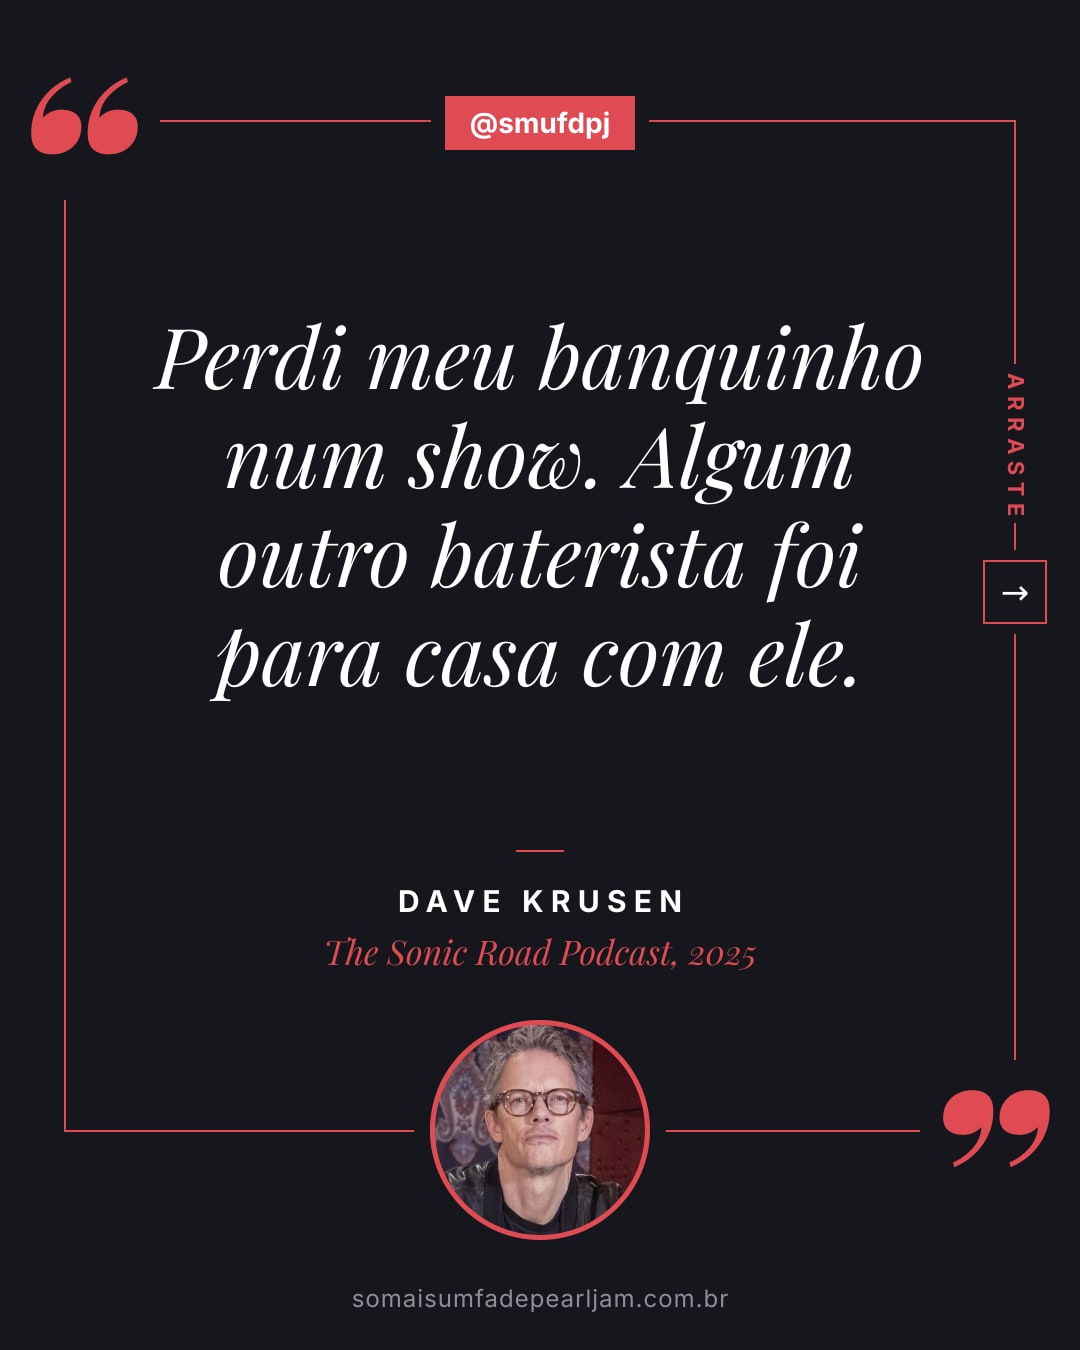 @smufdpj
Perdi meu banquinho
num show. Algum
outro baterista foi
para casa com ele.
ARRASTE
→
DAVE KRUSEN
The Sonic Road Podcast, 2025
somaisumfadepearljam.com.br